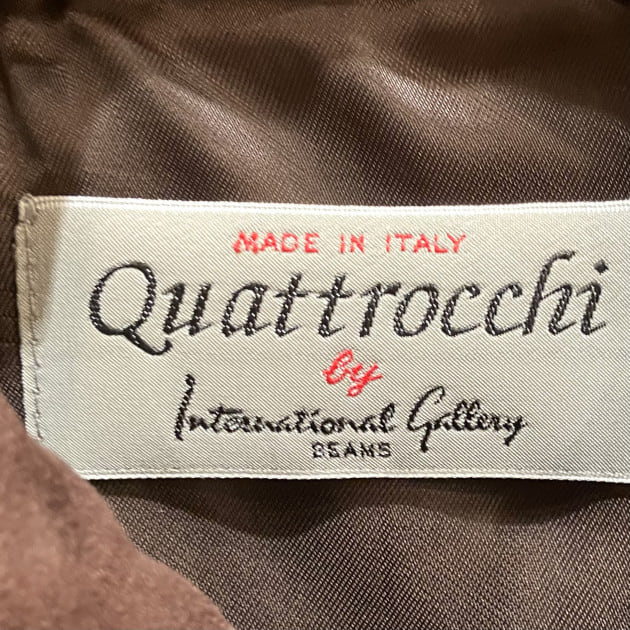 MADE IN ITALY
Quattrocchi
by
International Gallery
BEAMS